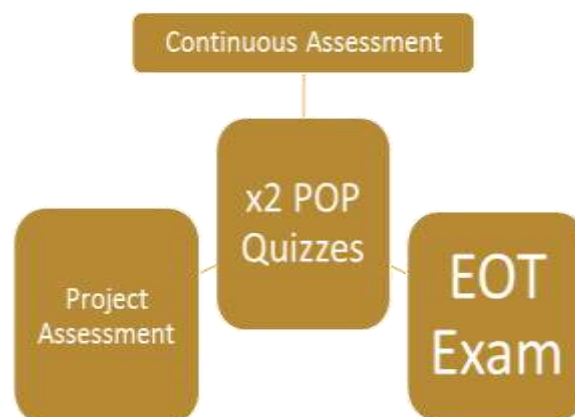 Continuous Assessment
x2 POP
Quizzes
Project
Assessment
EOT
Exam